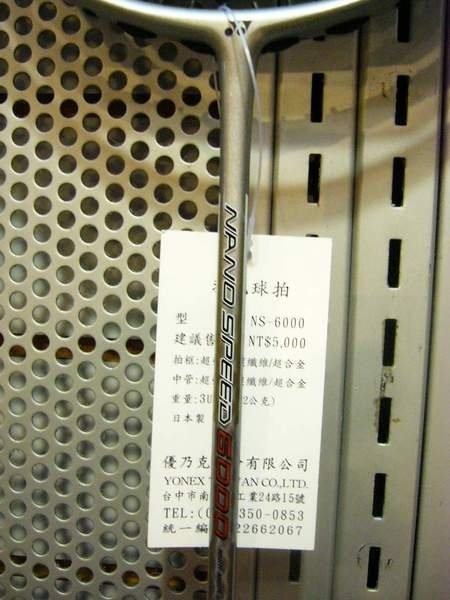 NANOSPEED 6000
球拍
型 NS-6000
建議售 NT$5,000
拍框:超 纖維/超合金
中管:超 纖維/超合金
重量:3U 2公克)
日本製
優乃克 有限公司
YONEX T AN CO.,LTD.
台中市南 工業24路15號
TEL:(0 350-0853
統一編 22662067